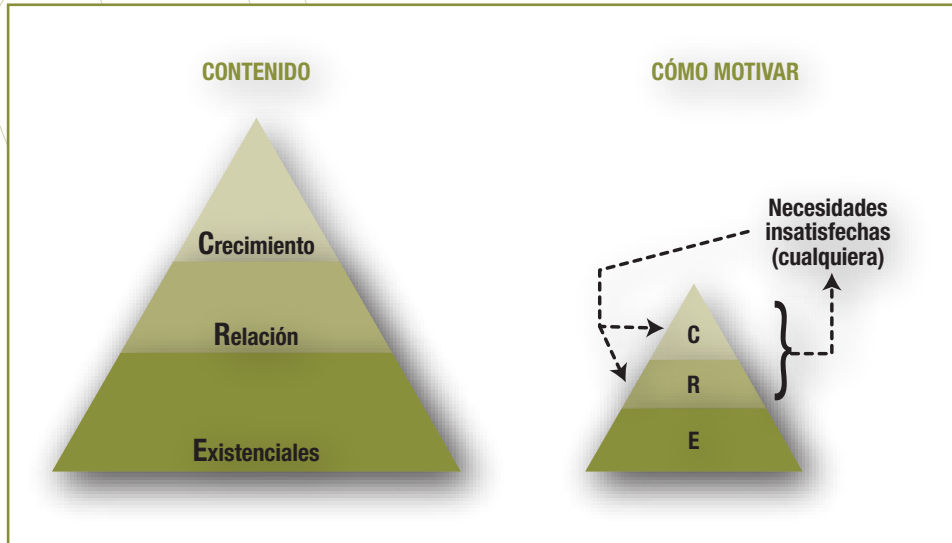 CONTENIDO
Crecimiento
Relación
Existenciales
CÓMO MOTIVAR
Necesidades
insatisfechas
(cualquiera)
C
R
E